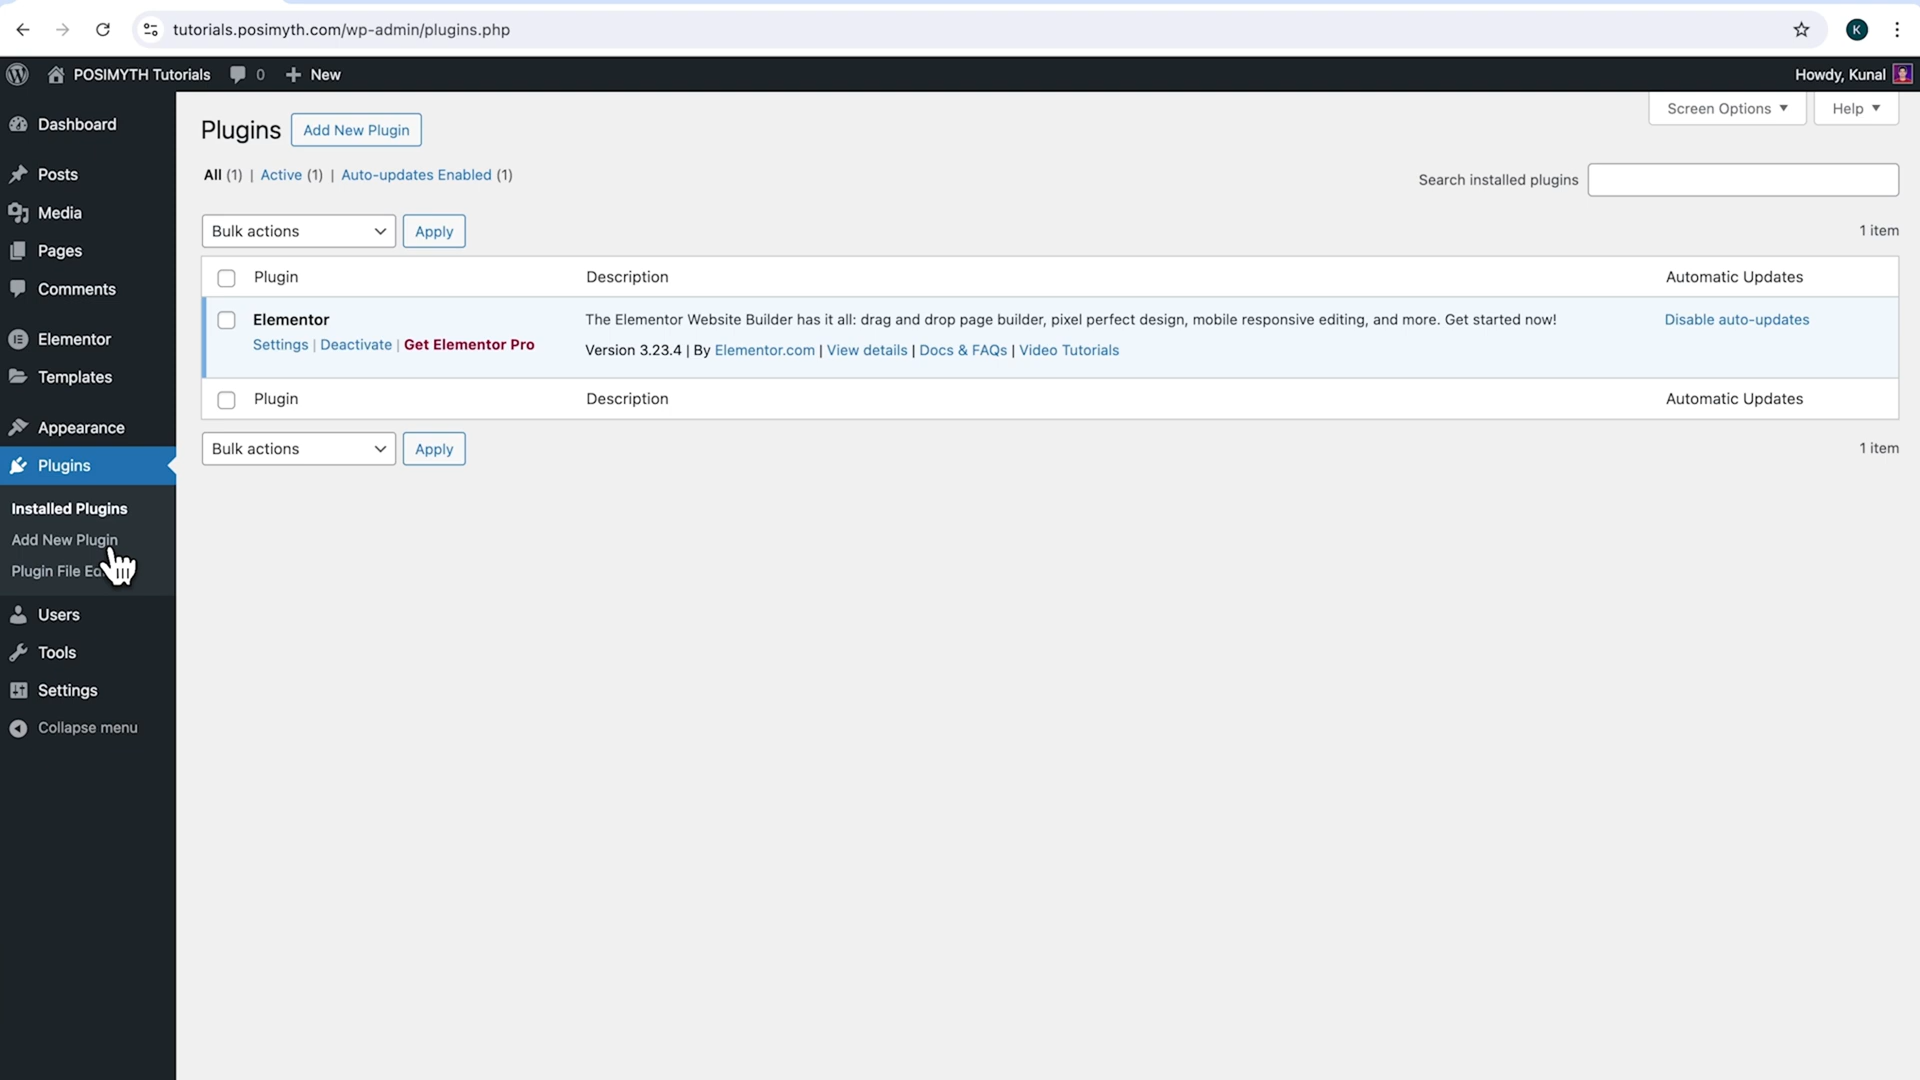 tutorials.posimyth.com/wp-admin/plugins.php
K
POSIMYTH Tutorials 0 New
Howdy, Kunal
Dashboard
Posts
Media
Pages
Comments
Elementor
Templates
Appearance
Plugins
Installed Plugins
Add New Plugin
Plugin File
Users
Tools
Settings
Collapse menu
Screen Options Help
Plugins Add New Plugin
All (1) | Active (1) | Auto-updates Enabled (1)
Search installed plugins
Bulk actions Apply
1 item
Plugin Description Automatic Updates
Elementor
Settings | Deactivate | Get Elementor Pro
The Elementor Website Builder has it all: drag and drop page builder, pixel perfect design, mobile responsive editing, and more. Get started now!
Version 3.23.4 | By Elementor.com | View details | Docs & FAQs | Video Tutorials
Disable auto-updates
Plugin Description Automatic Updates
Bulk actions Apply
1 item